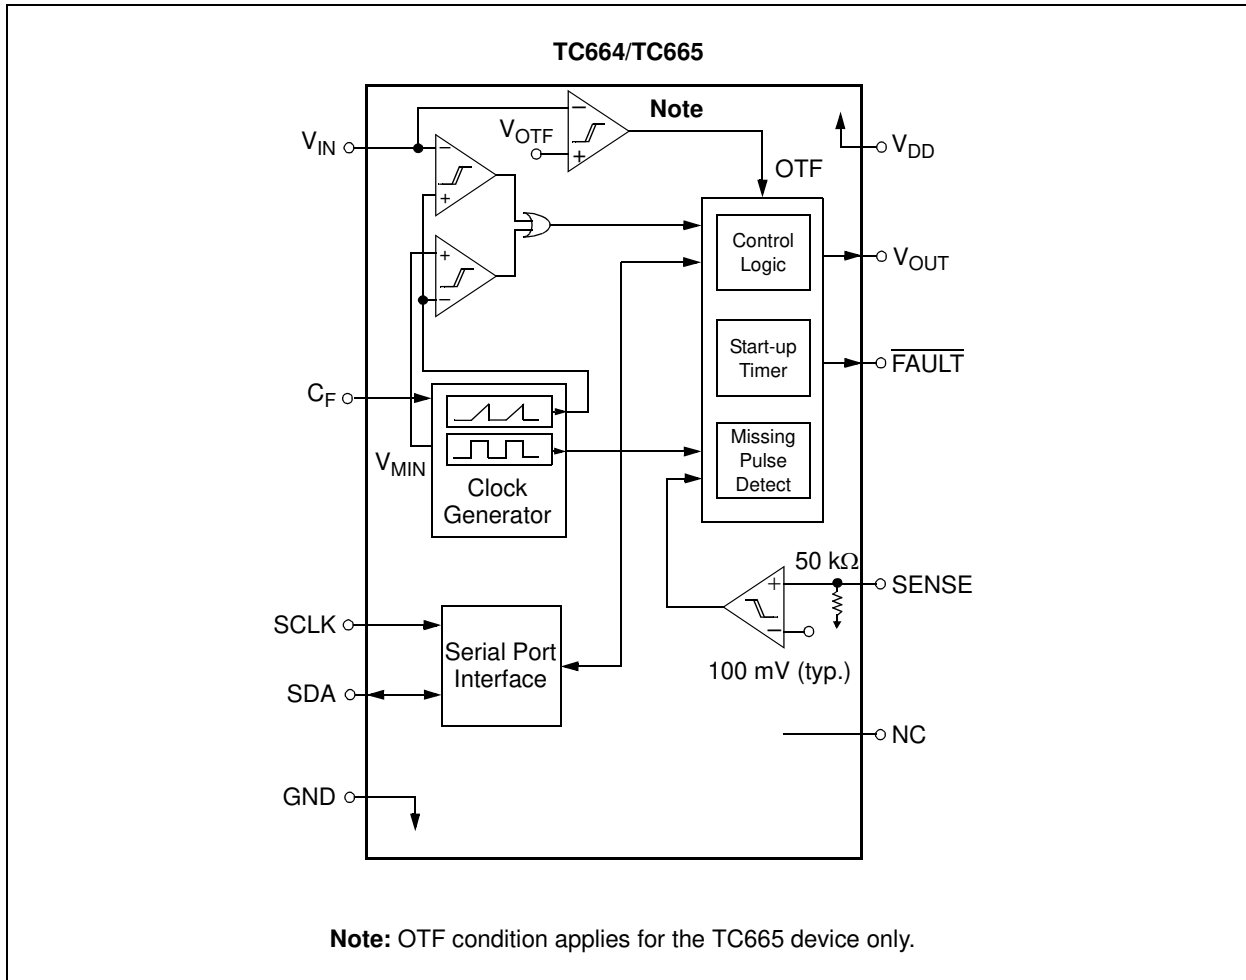 TC664/TC665
Note
V_IN
V_OTF
V_DD
OTF
Control
Logic
V_OUT
Start-up
Timer
FAULT
C_F
V_MIN
Clock
Generator
Missing
Pulse
Detect
50 kΩ
SENSE
100 mV (typ.)
SCLK
Serial Port
Interface
SDA
NC
GND
Note: OTF condition applies for the TC665 device only.